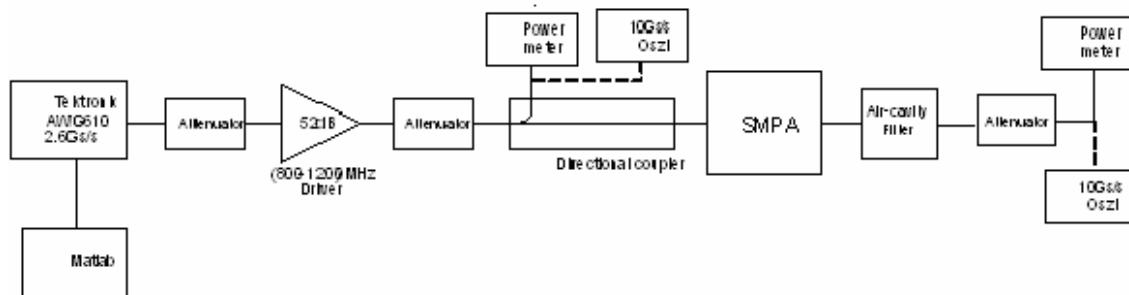 Power
meter
10Gs/s
Oszi
Power
meter
Tektronik
AWG610
2.6Gs/s
Attenuator
52dB
(800-1200)MHz
Driver
Attenuator
Directional coupler
SMPA
Air-cavity
Filter
Attenuator
10Gs/s
Oszi
Matlab